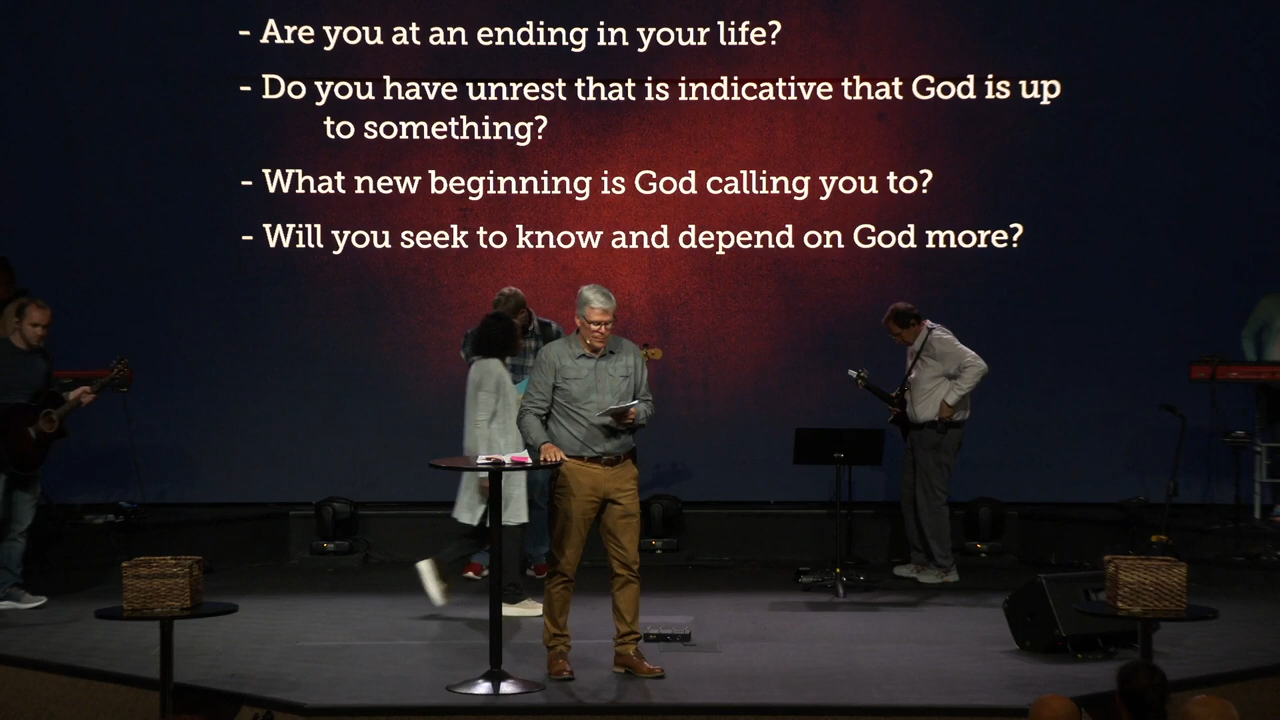 - Are you at an ending in your life?
- Do you have unrest that is indicative that God is up
to something?
- What new beginning is God calling you to?
- Will you seek to know and depend on God more?